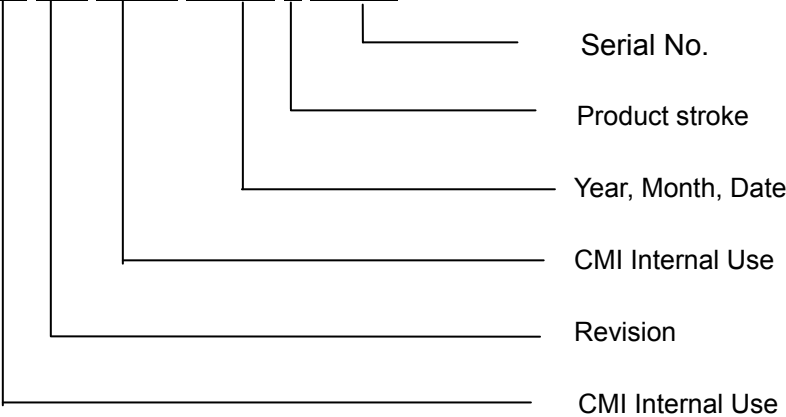 Serial No.
Product stroke
Year, Month, Date
CMI Internal Use
Revision
CMI Internal Use